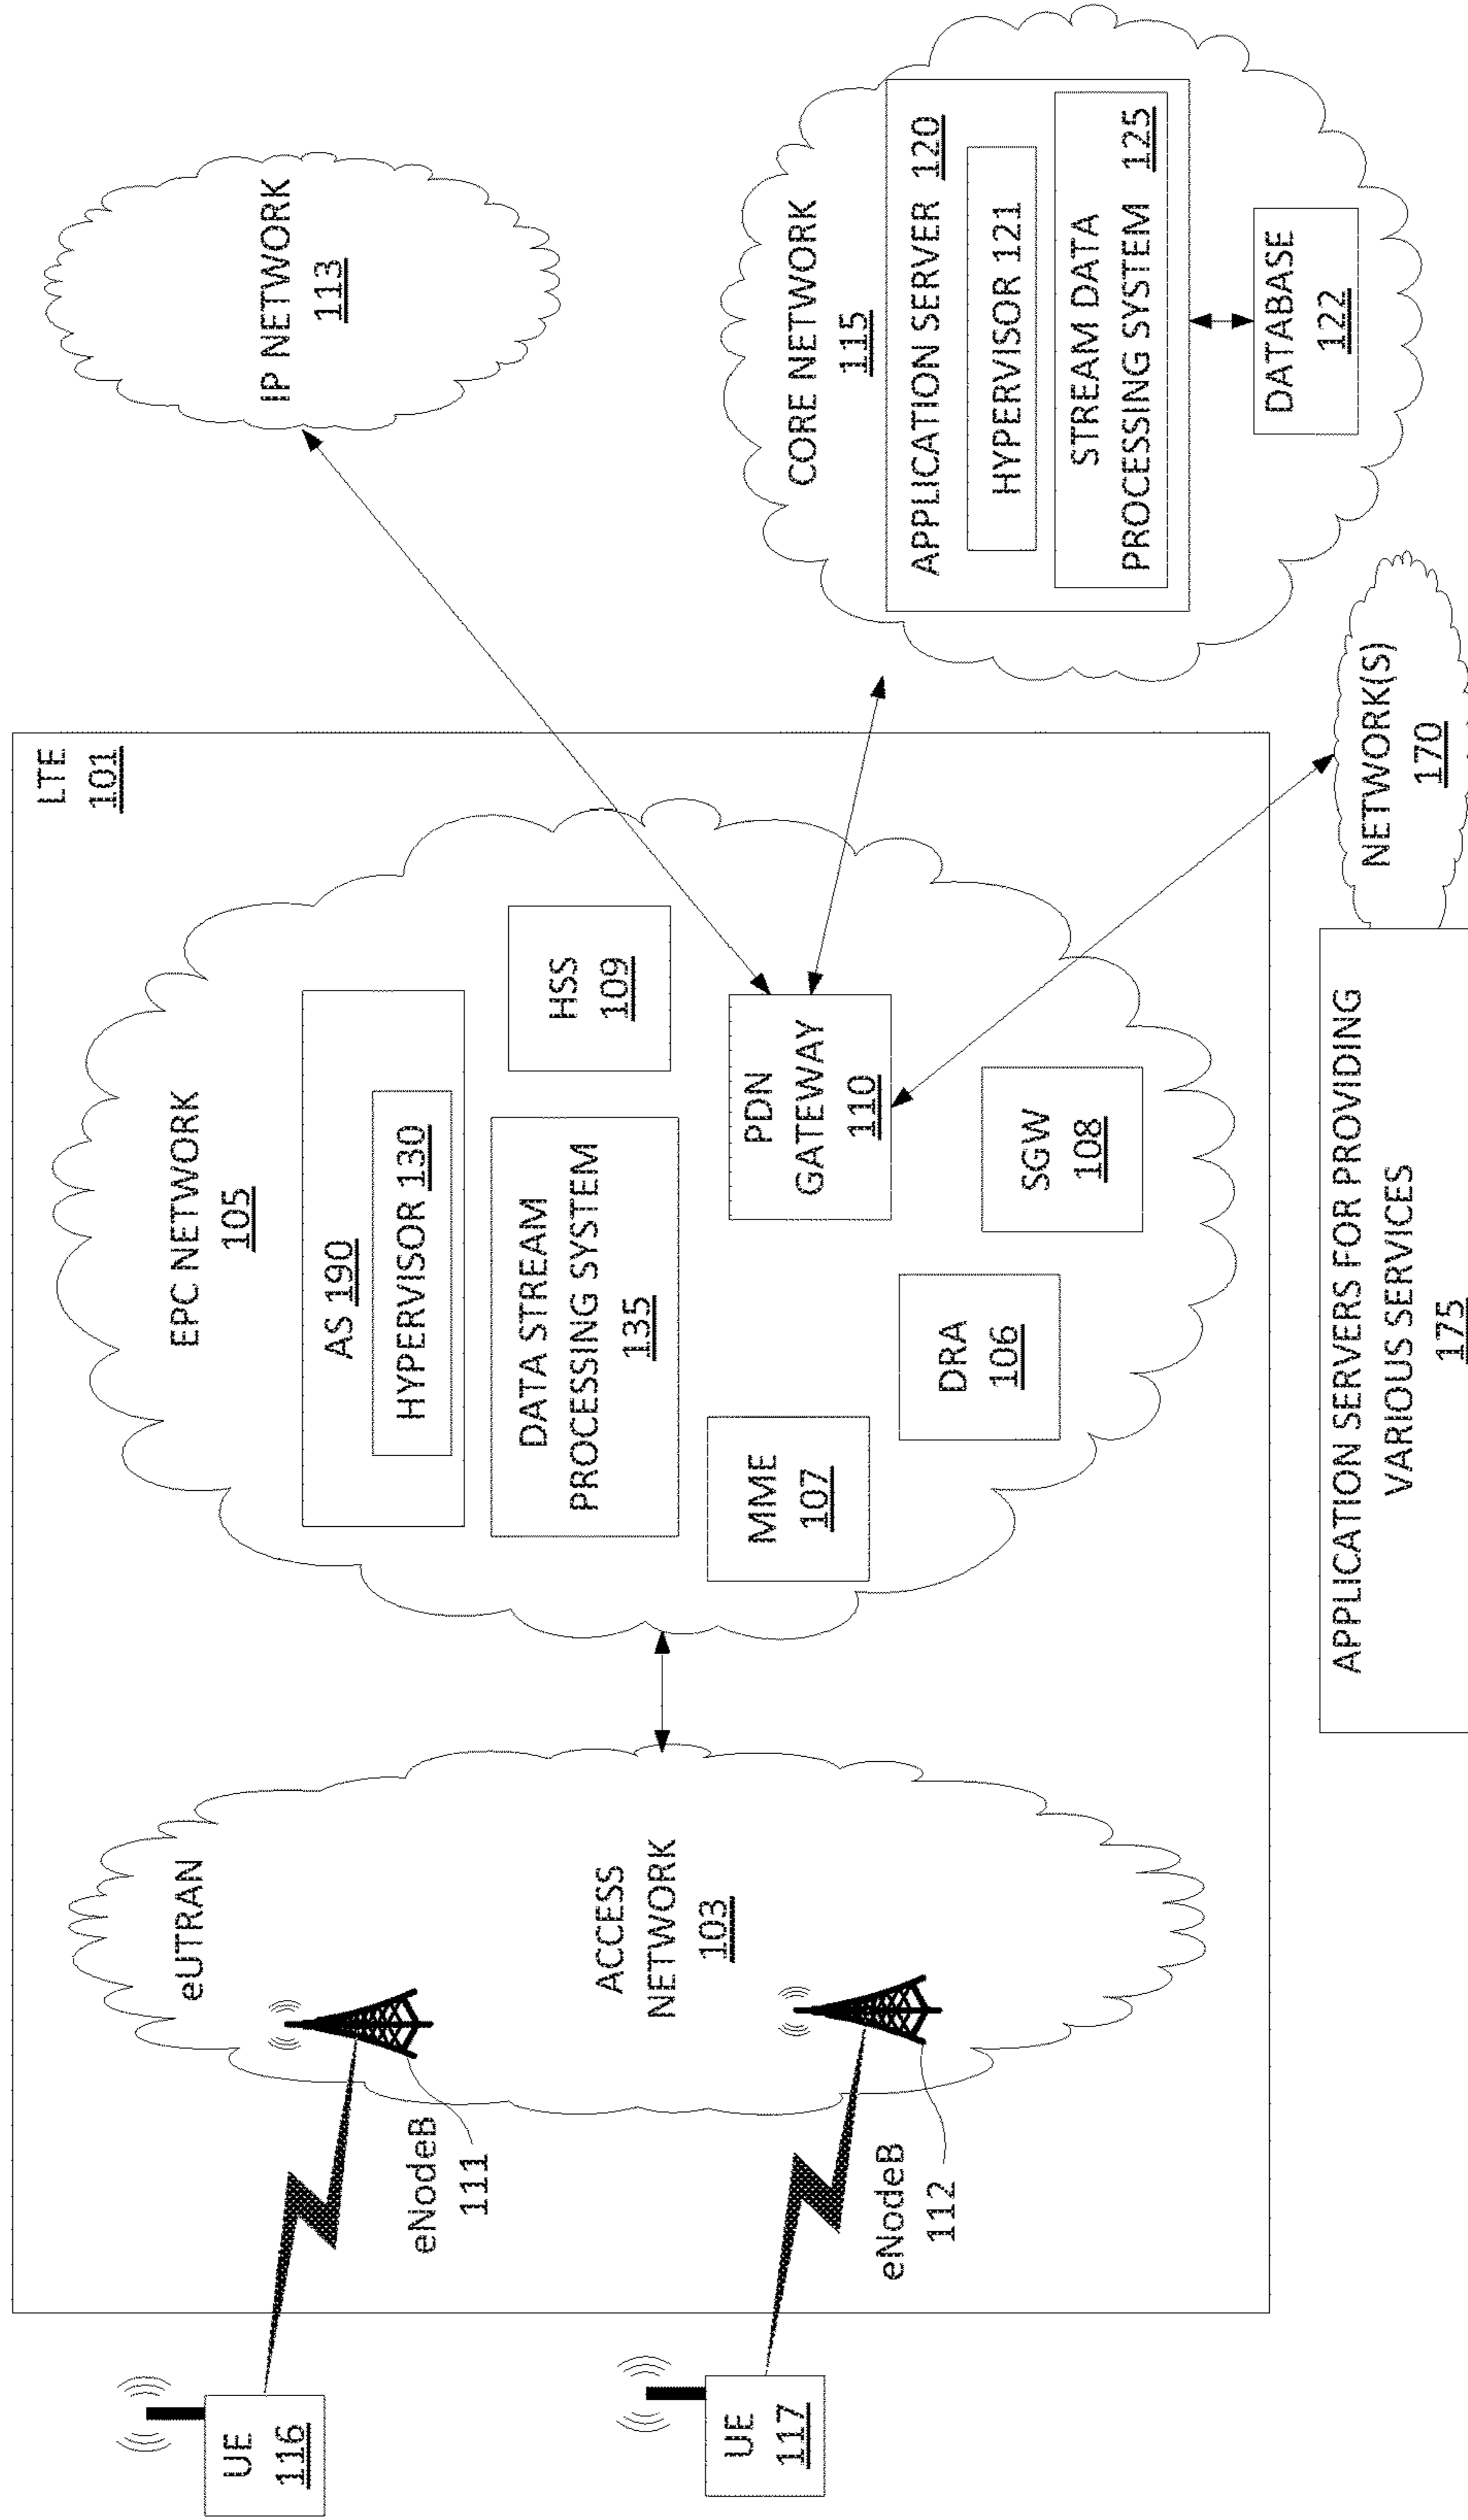 LTE
101
UE
116
UE
117
eNodeB
111
eNodeB
112
eUTRAN
ACCESS
NETWORK
103
EPC NETWORK
105
AS 190
HYPERVISOR 130
DATA STREAM
PROCESSING SYSTEM
135
HSS
109
MME
107
PDN
GATEWAY
110
DRA
106
SGW
108
IP NETWORK
113
CORE NETWORK
115
APPLICATION SERVER 120
HYPERVISOR 121
STREAM DATA
PROCESSING SYSTEM 125
DATABASE
122
NETWORK(S)
170
APPLICATION SERVERS FOR PROVIDING
VARIOUS SERVICES
175